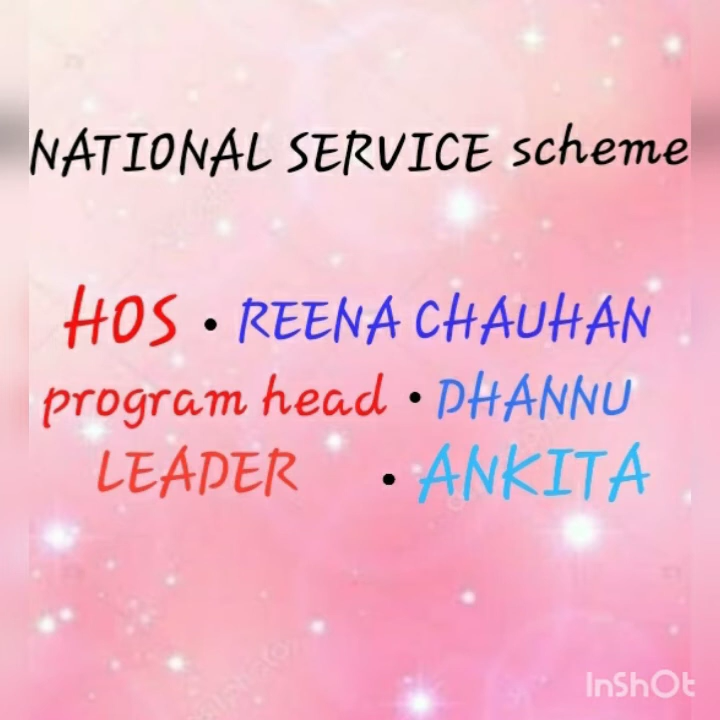 NATIONAL SERVICE scheme
HOS • REENA CHAUHAN
program head • DHANNU
LEADER • ANKITA
InShOt